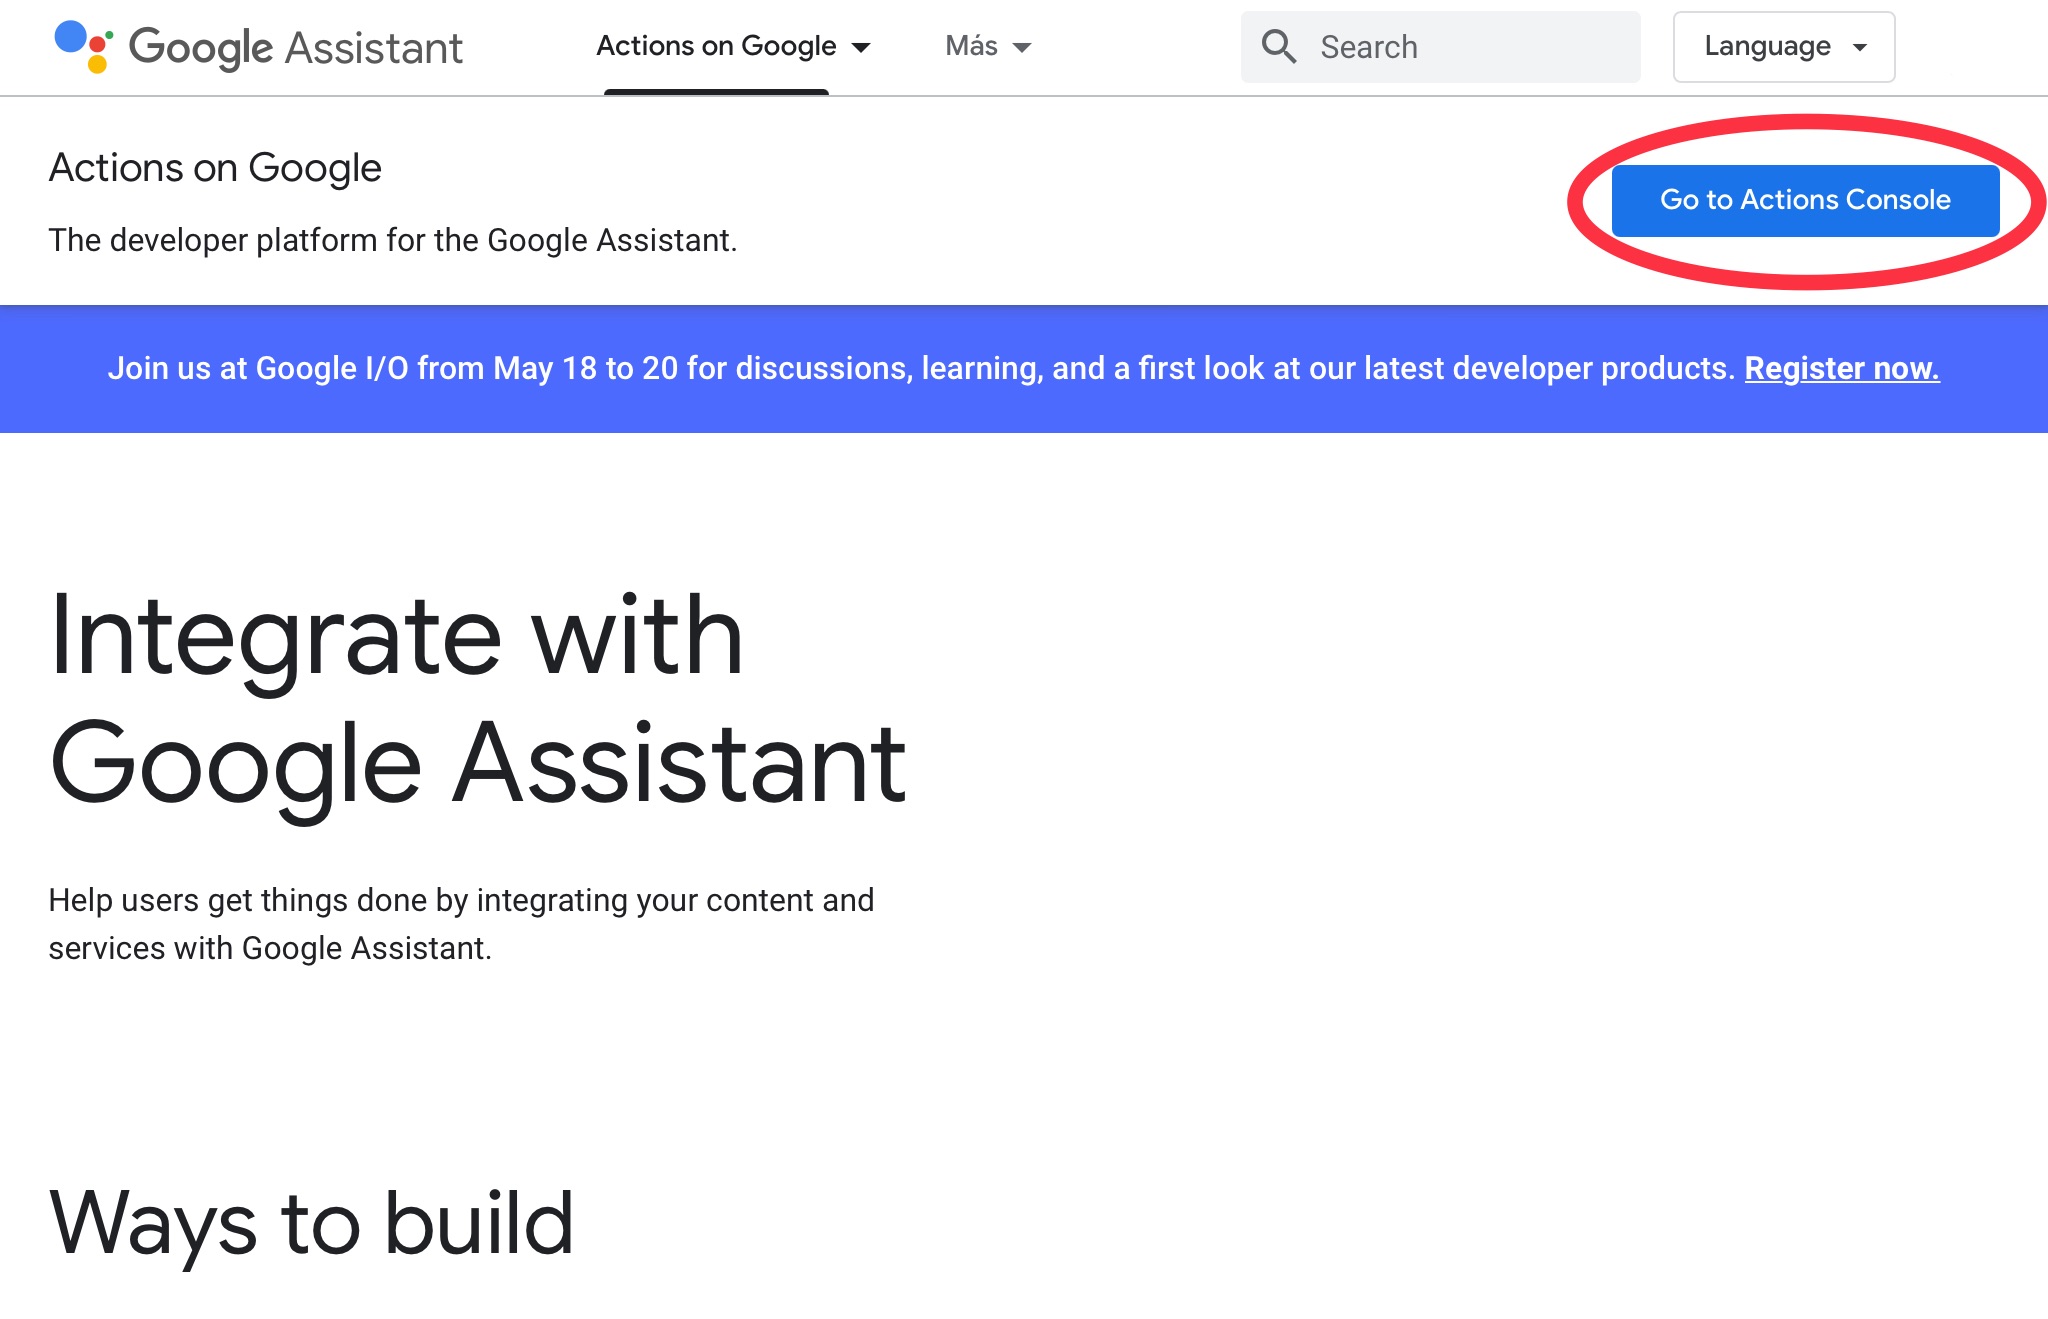 Google Assistant
Actions on Google
Más
Search
Language
Actions on Google
Go to Actions Console
The developer platform for the Google Assistant.
Join us at Google I/O from May 18 to 20 for discussions, learning, and a first look at our latest developer products. Register now.
Integrate with
Google Assistant
Help users get things done by integrating your content and
services with Google Assistant.
Ways to build